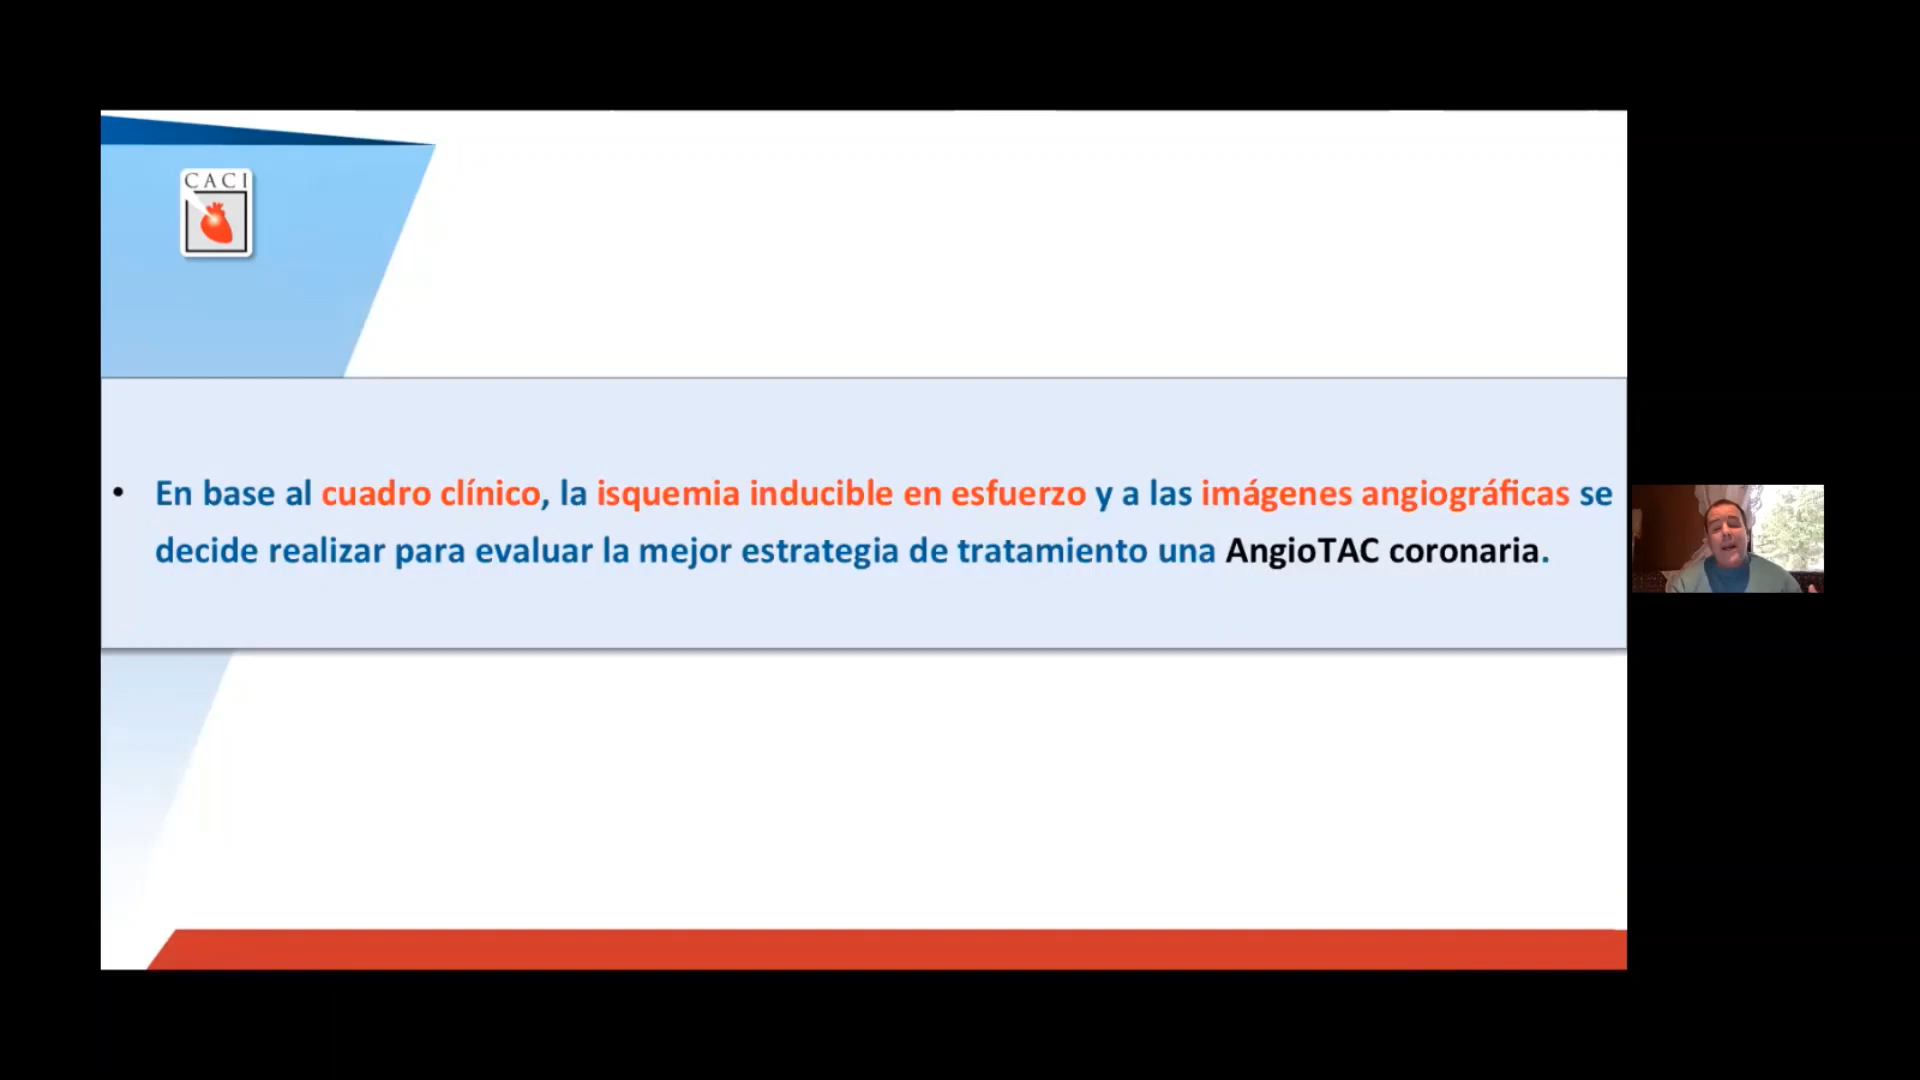 CACI
• En base al cuadro clínico, la isquemia inducible en esfuerzo y a las imágenes angiográficas se
decide realizar para evaluar la mejor estrategia de tratamiento una AngioTAC coronaria.